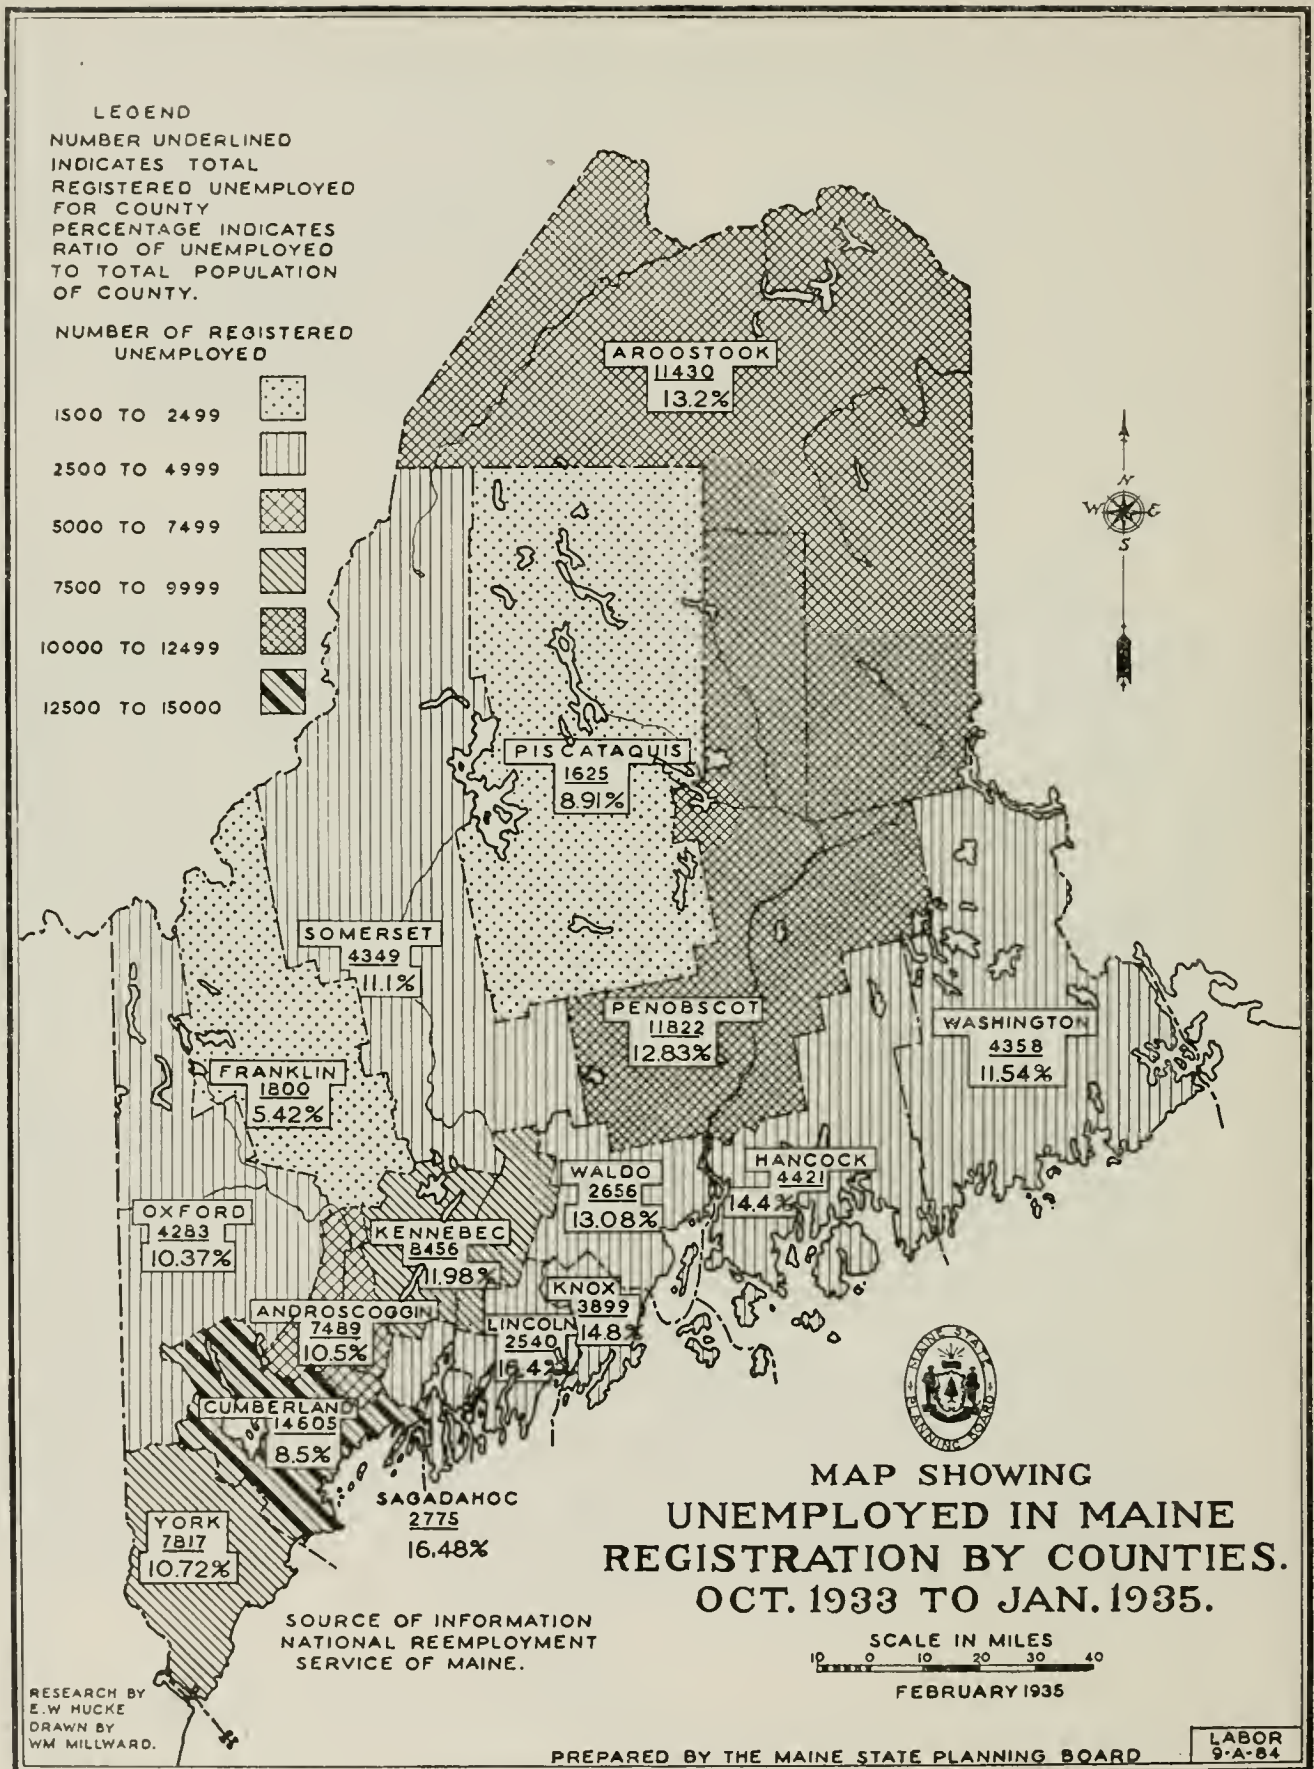 LEGEND
NUMBER UNDERLINED
INDICATES TOTAL
REGISTERED UNEMPLOYED
FOR COUNTY
PERCENTAGE INDICATES
RATIO OF UNEMPLOYED
TO TOTAL POPULATION
OF COUNTY.
NUMBER OF REGISTERED
UNEMPLOYED
1500 TO 2499
2500 TO 4999
5000 TO 7499
7500 TO 9999
10000 TO 12499
12500 TO 15000
AROOSTOOK
11430
13.2%
N
W E
S
PISCATAQUIS
1625
8.91%
SOMERSET
4349
11.1%
PENOBSCOT
11822
12.83%
WASHINGTON
4358
11.54%
FRANKLIN
1800
5.42%
WALDO
2656
13.08%
HANCOCK
4421
14.4%
OXFORD
4283
10.37%
KENNEBEC
8456
11.98%
KNOX
3899
14.8%
ANDROSCOGGIN
7489
10.5%
LINCOLN
2540
16.4%
CUMBERLAND
14605
8.5%
SAGADAHOC
2775
16.48%
YORK
7817
10.72%
MAINE STATE
PLANNING BOARD
MAP SHOWING
UNEMPLOYED IN MAINE
REGISTRATION BY COUNTIES.
OCT. 1933 TO JAN. 1935.
SCALE IN MILES
10 0 10 20 30 40
FEBRUARY 1935
SOURCE OF INFORMATION
NATIONAL REEMPLOYMENT
SERVICE OF MAINE.
RESEARCH BY
E.W HUCKE
DRAWN BY
WM MILLWARD.
PREPARED BY THE MAINE STATE PLANNING BOARD
LABOR
9-A-84